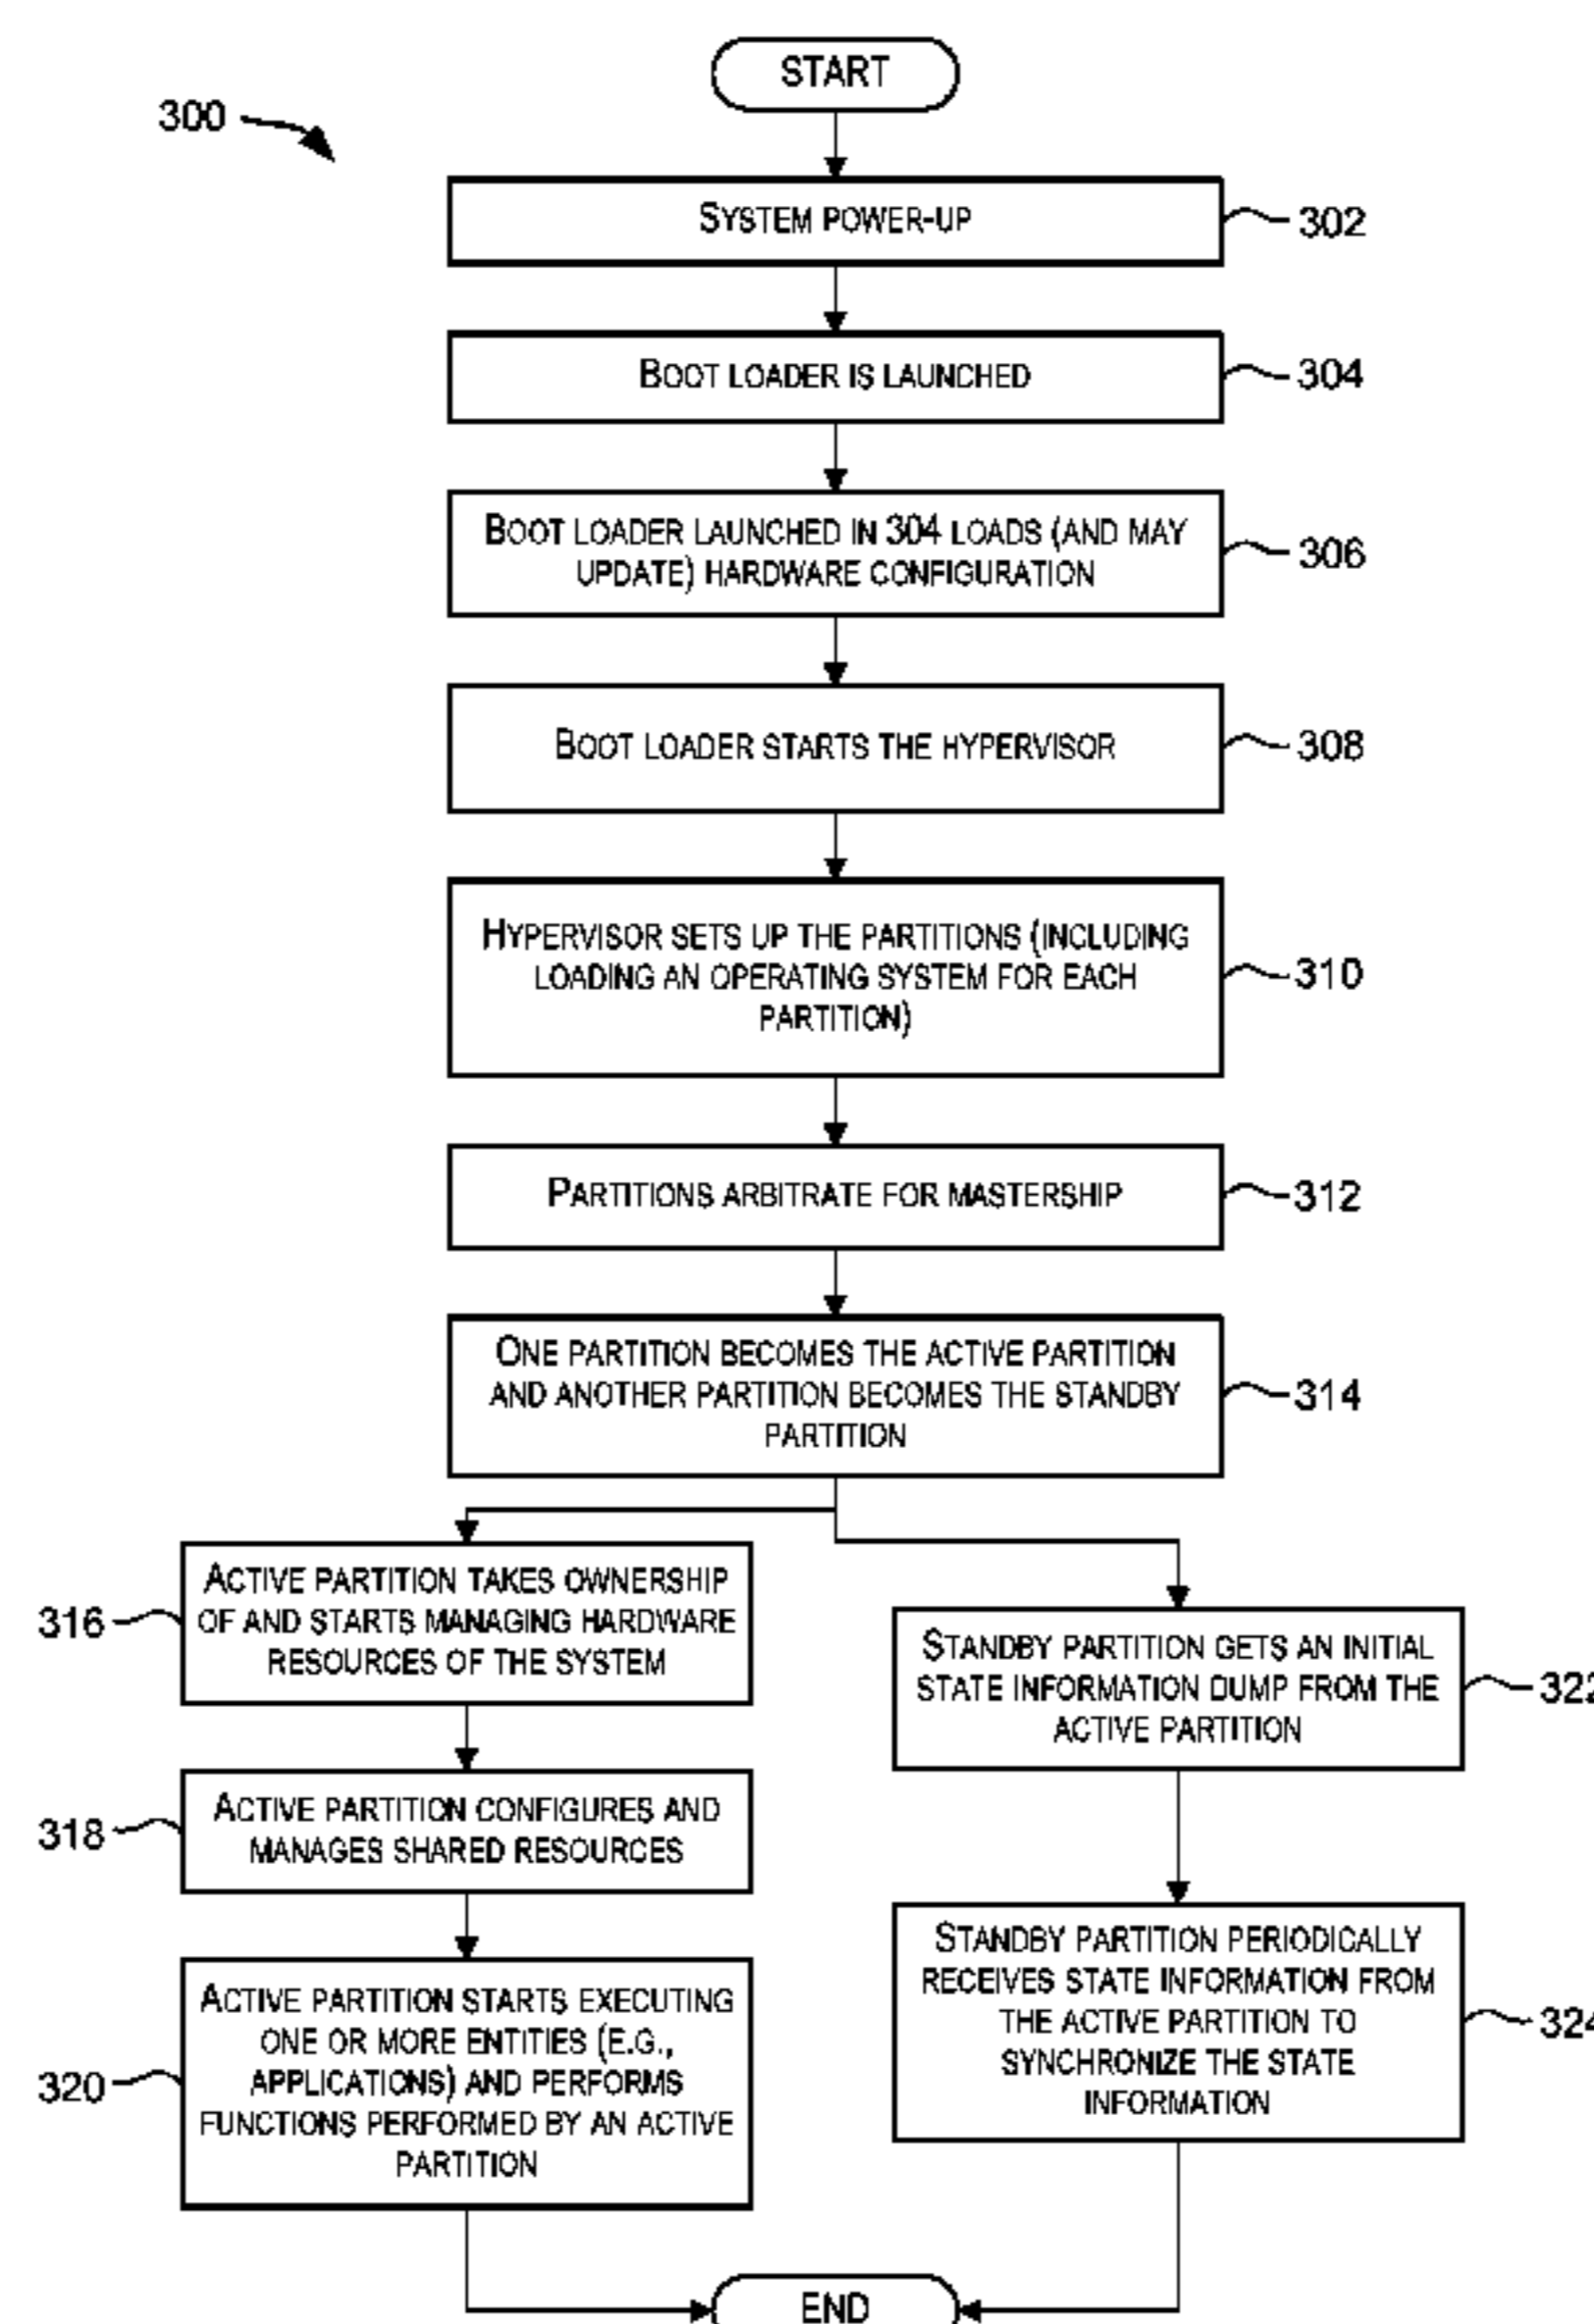 START
300
SYSTEM POWER-UP
302
BOOT LOADER IS LAUNCHED
304
BOOT LOADER LAUNCHED IN 304 LOADS (AND MAY
UPDATE) HARDWARE CONFIGURATION
306
BOOT LOADER STARTS THE HYPERVISOR
308
HYPERVISOR SETS UP THE PARTITIONS (INCLUDING
LOADING AN OPERATING SYSTEM FOR EACH
PARTITION)
310
PARTITIONS ARBITRATE FOR MASTERSHIP
312
ONE PARTITION BECOMES THE ACTIVE PARTITION
AND ANOTHER PARTITION BECOMES THE STANDBY
PARTITION
314
ACTIVE PARTITION TAKES OWNERSHIP
OF AND STARTS MANAGING HARDWARE
RESOURCES OF THE SYSTEM
316
ACTIVE PARTITION CONFIGURES AND
MANAGES SHARED RESOURCES
318
ACTIVE PARTITION STARTS EXECUTING
ONE OR MORE ENTITIES (E.G.,
APPLICATIONS) AND PERFORMS
FUNCTIONS PERFORMED BY AN ACTIVE
PARTITION
320
STANDBY PARTITION GETS AN INITIAL
STATE INFORMATION DUMP FROM THE
ACTIVE PARTITION
322
STANDBY PARTITION PERIODICALLY
RECEIVES STATE INFORMATION FROM
THE ACTIVE PARTITION TO
SYNCHRONIZE THE STATE
INFORMATION
324
END